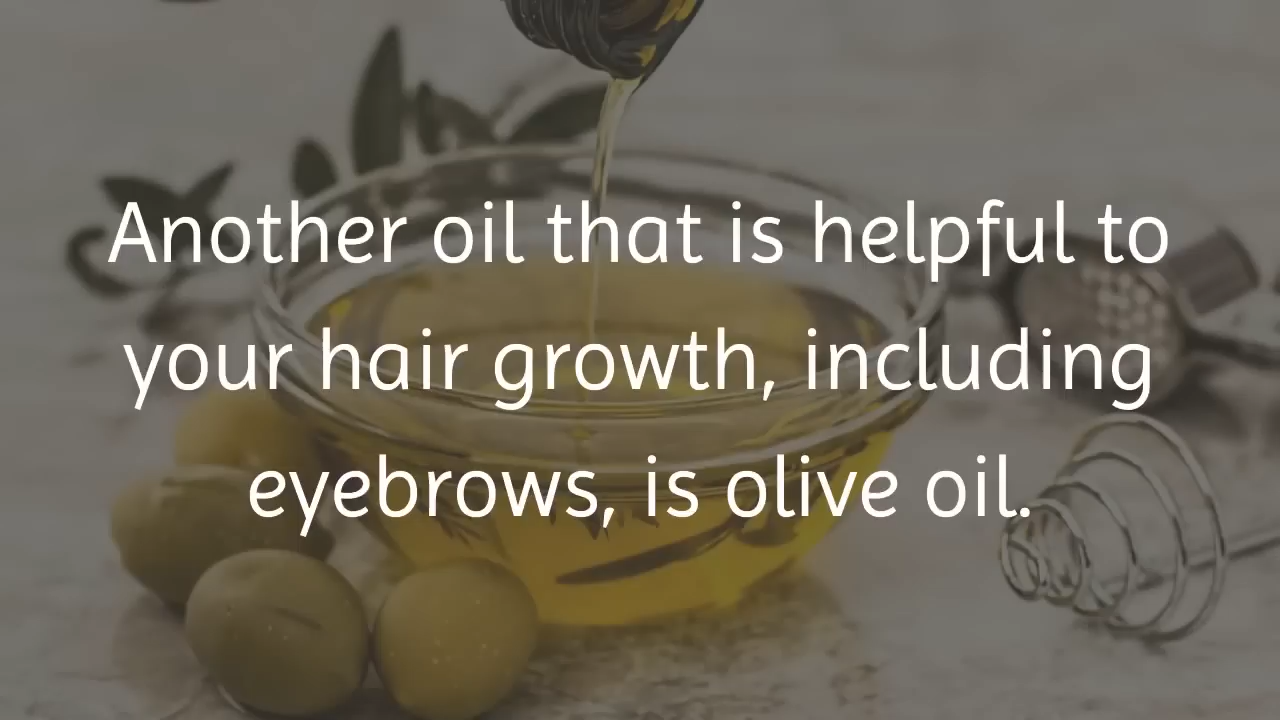 Another oil that is helpful to
your hair growth, including
eyebrows, is olive oil.